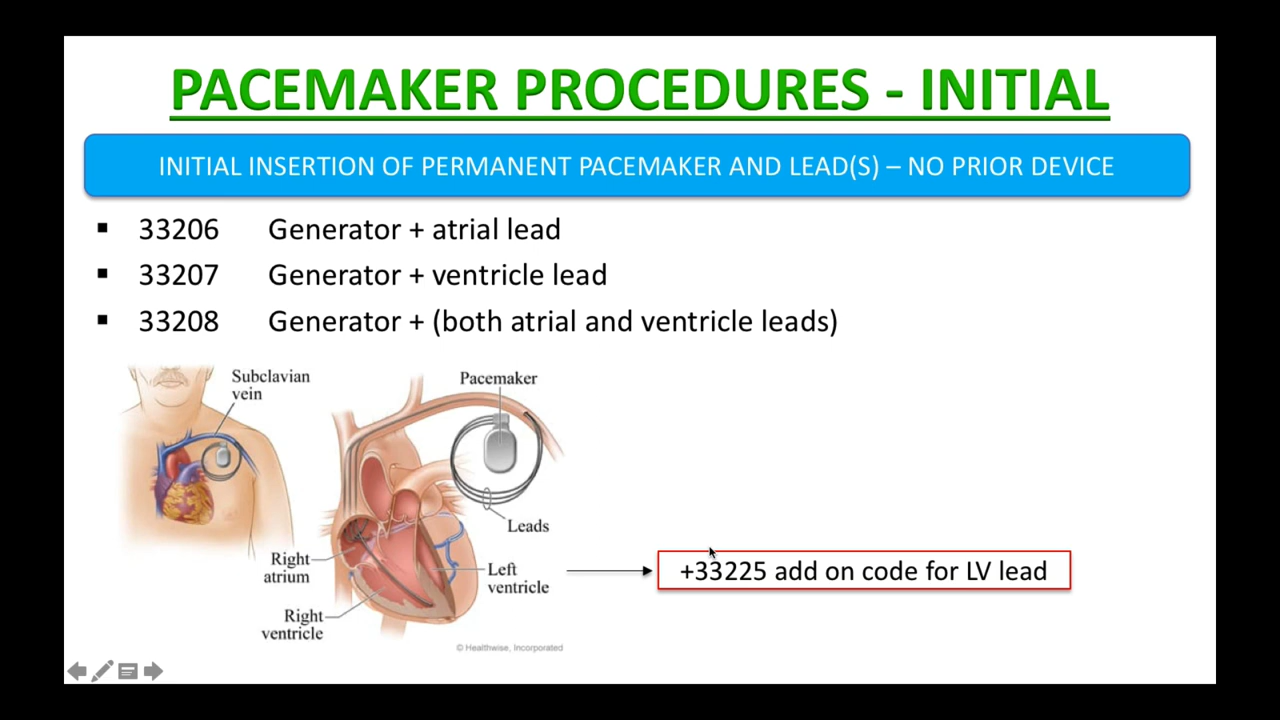 PACEMAKER PROCEDURES - INITIAL
INITIAL INSERTION OF PERMANENT PACEMAKER AND LEAD(S) – NO PRIOR DEVICE
▪ 33206 Generator + atrial lead
▪ 33207 Generator + ventricle lead
▪ 33208 Generator + (both atrial and ventricle leads)
Subclavian
vein
Pacemaker
Leads
Right
atrium
Left
ventricle
+33225 add on code for LV lead
Right
ventricle
© Healthwise, Incorporated